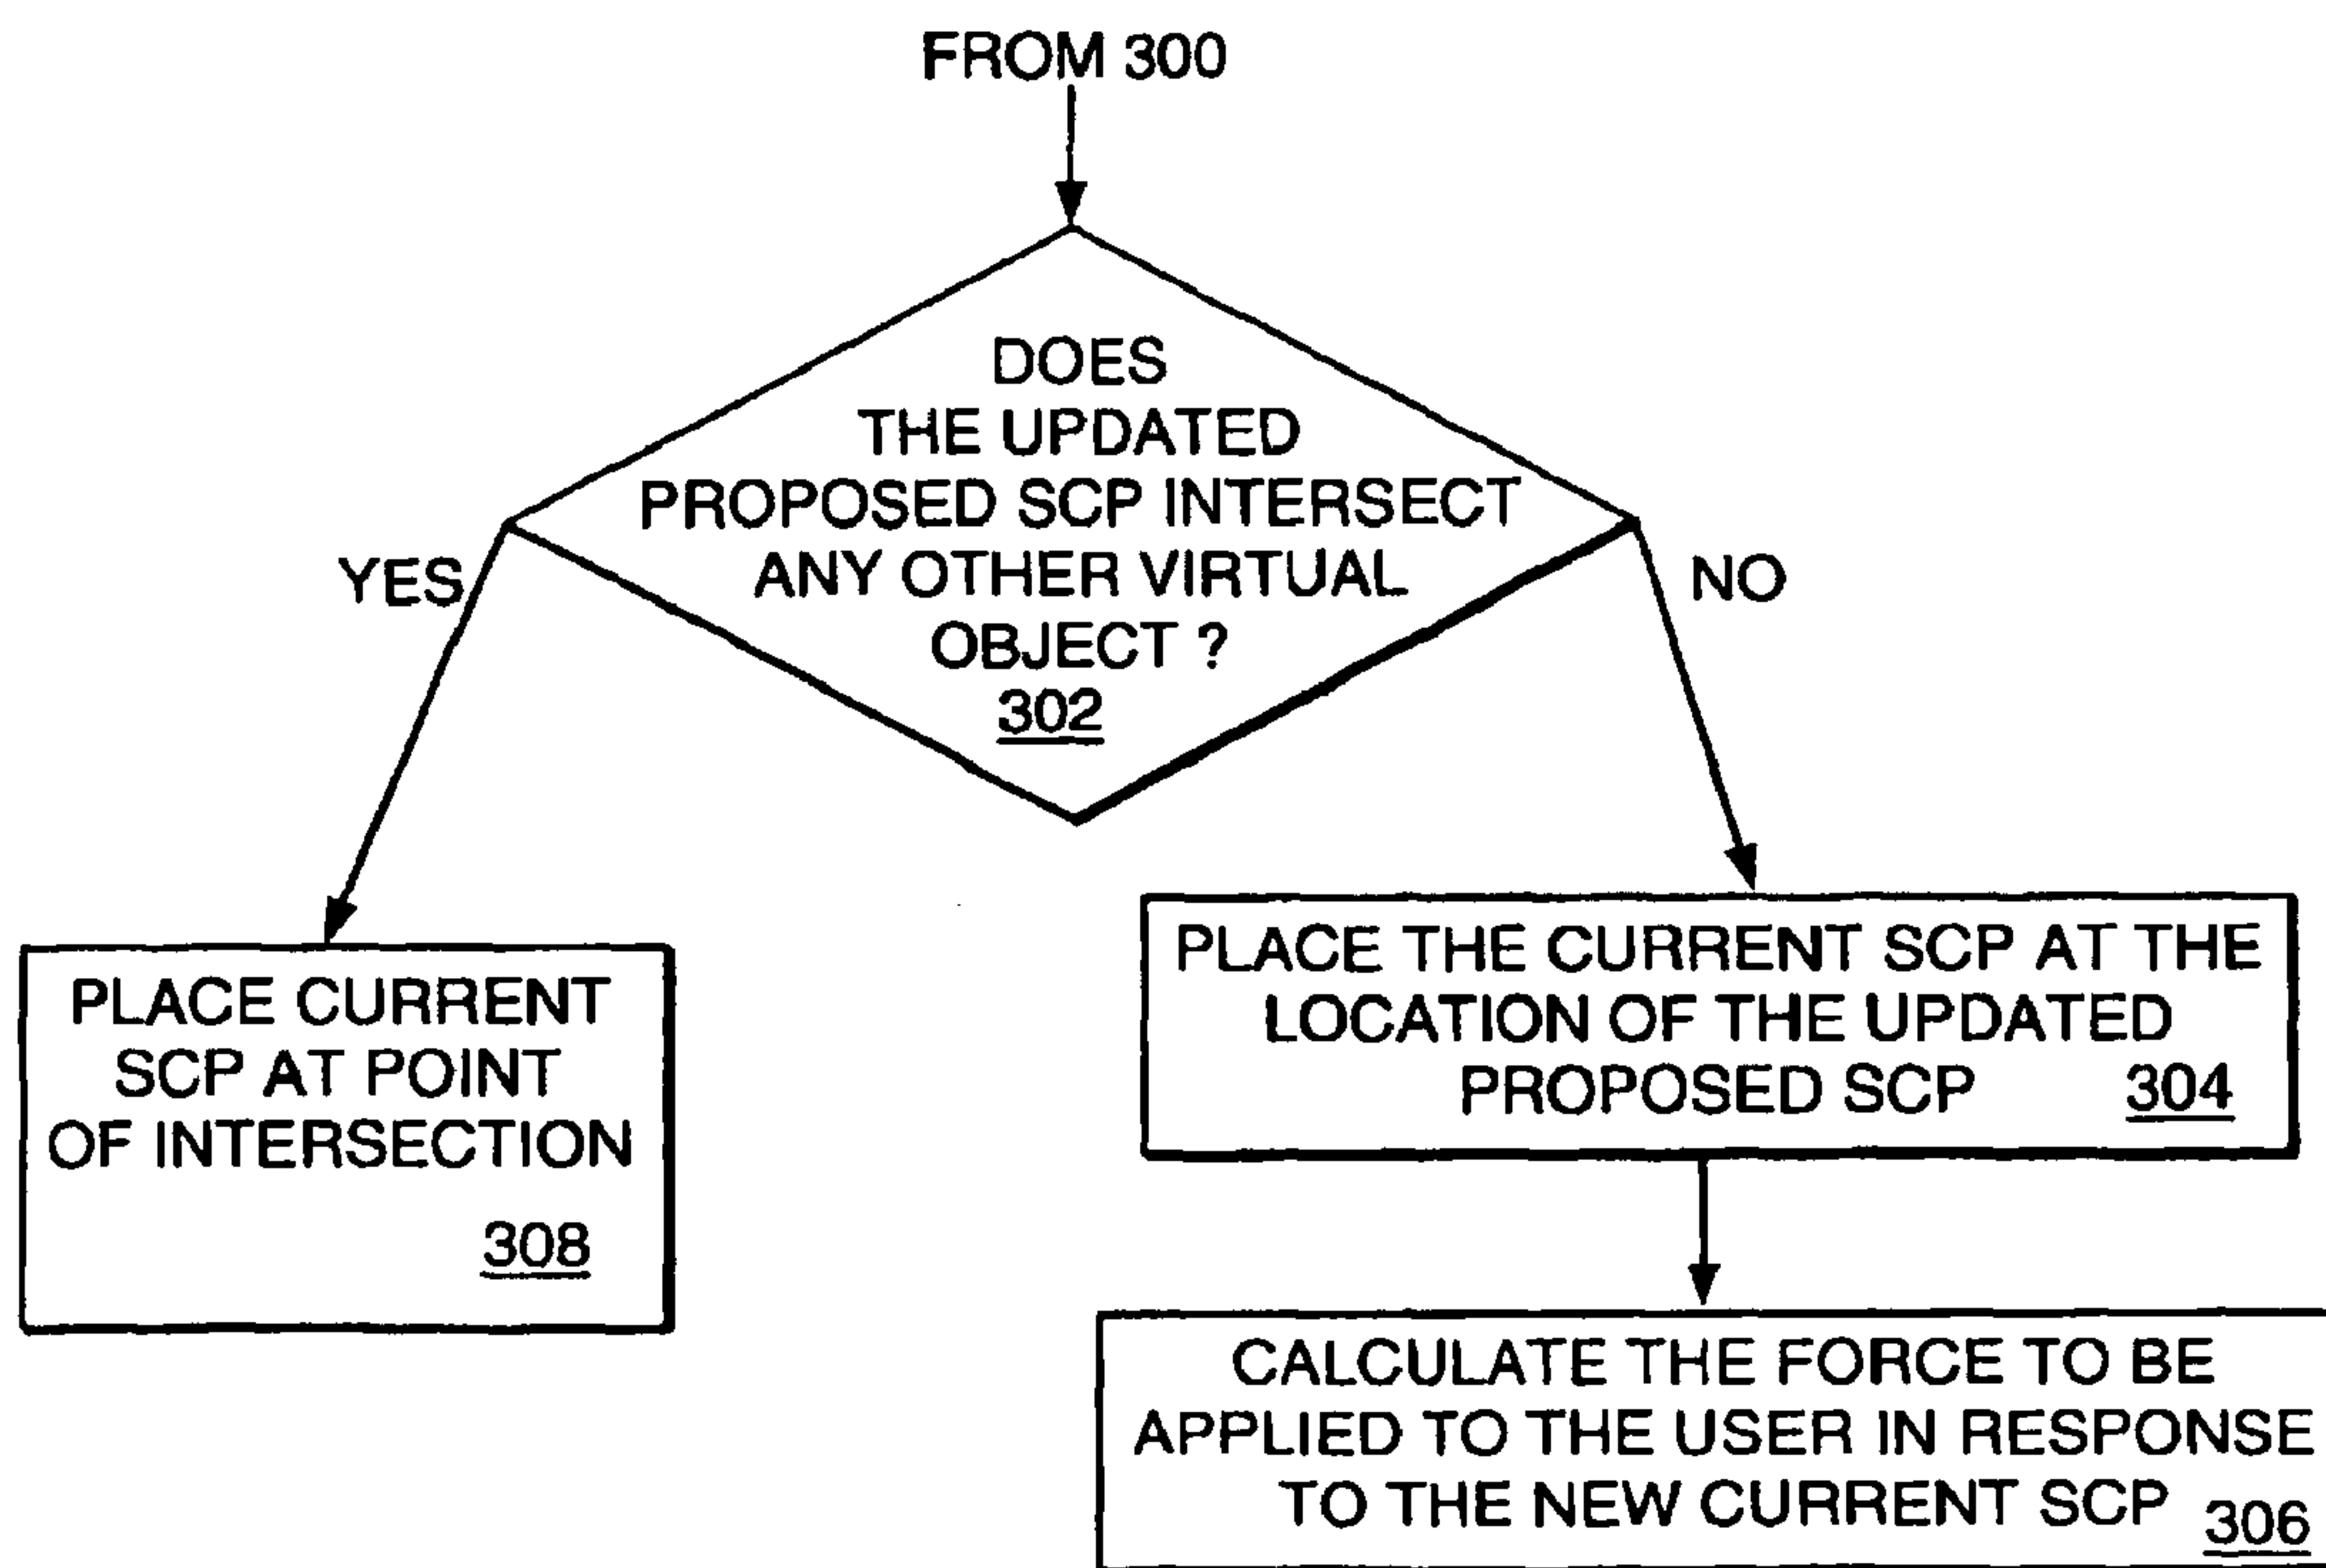 FROM 300
DOES
THE UPDATED
PROPOSED SCP INTERSECT
ANY OTHER VIRTUAL
OBJECT ?
302
YES
NO
PLACE CURRENT
SCP AT POINT
OF INTERSECTION
308
PLACE THE CURRENT SCP AT THE
LOCATION OF THE UPDATED
PROPOSED SCP 304
CALCULATE THE FORCE TO BE
APPLIED TO THE USER IN RESPONSE
TO THE NEW CURRENT SCP 306